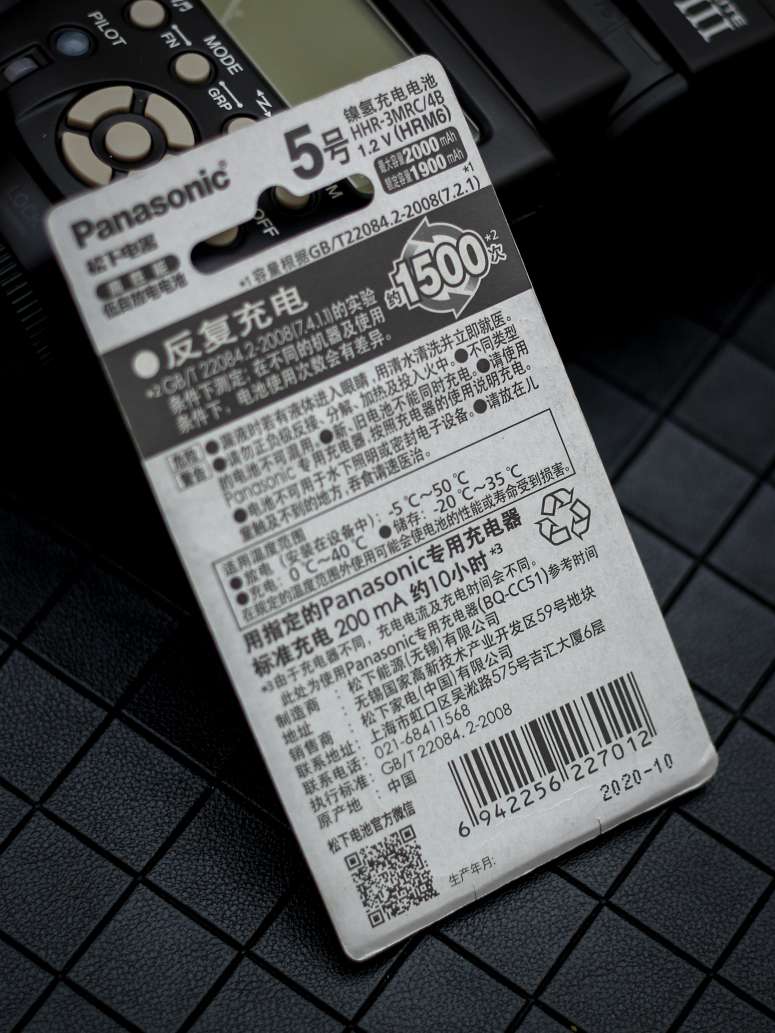 PILOT
FN
MODE
GRP
Z
OFF
M
LOC
III
Panasonic®
松下电器
低自放电电池
5号
镍氢充电电池
HHR-3MRC/4B
1.2 V (HRM6)
最大容量2000 mAh
额定容量1900 mAh
*1
*1容量根据GB/T22084.2-2008(7.2.1)
●反复充电
约1500次*2
*2GB/T 22084.2-2008(7.4.1.1)的实验
条件下测定; 在不同的机器及使用
条件下, 电池使用次数会有差异。
危险
警告
●漏液时若有液体进入眼睛,用清水清洗并立即就医。
●请勿正负极反接、分解、加热及投入火中。●不同类型
的电池不可混用。●新、旧电池不能同时充电。●请使用
Panasonic专用充电器,按照充电器的使用说明充电。
●电池不可用于水下照明或密封电子设备。●请放在儿
童触及不到的地方;吞食请速医治。
适用温度范围
●放电 (安装在设备中): -5℃~50℃
●充电: 0℃~40℃ ●储存: -20℃~35℃
在规定的温度范围外使用可能会使电池的性能或寿命受到损害。
用指定的Panasonic专用充电器
标准充电 200 mA 约10小时*3
*3由于充电器不同, 充电电流及充电时间会不同。
此处为使用Panasonic专用充电器(BQ-CC51)参考时间
制造商 : 松下能源(无锡)有限公司
地址 : 无锡国家高新技术产业开发区59号地块
销售商 : 松下家电(中国)有限公司
联系地址: 上海市虹口区吴淞路575号吉汇大厦6层
联系电话: 021-68411568
执行标准: GB/T 22084.2-2008
原产地 : 中国
松下电池官方微信
生产年月:
6 942256 227012
2020-10